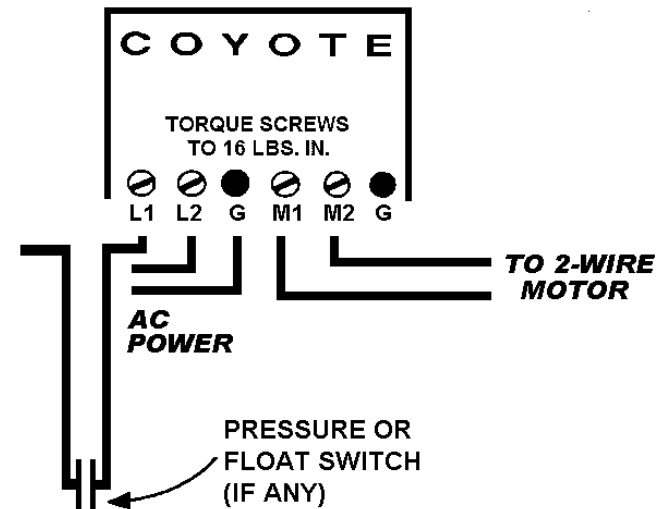 COYOTE
TORQUE SCREWS
TO 16 LBS. IN.
L1 L2 G M1 M2 G
TO 2-WIRE
MOTOR
AC
POWER
PRESSURE OR
FLOAT SWITCH
(IF ANY)